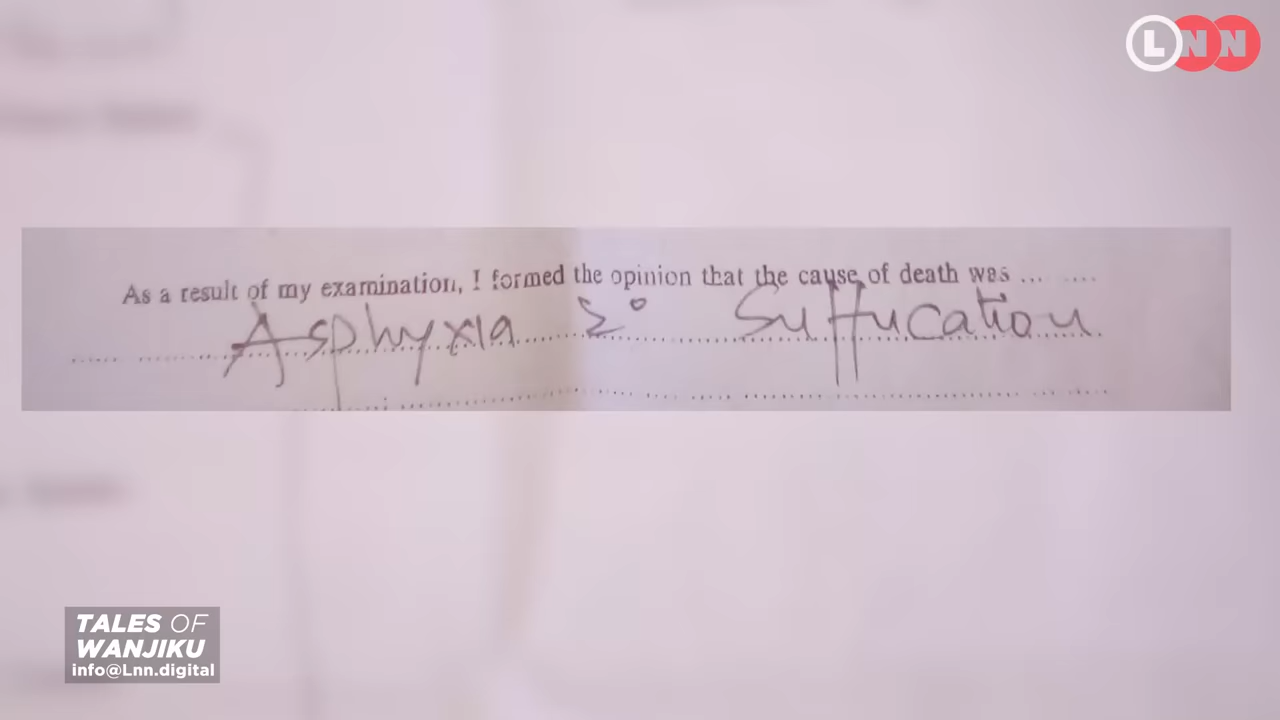 LNN
As a result of my examination, I formed the opinion that the cause of death was ... ... .
Asphyxia 2° Suffucation
TALES OF
WANJIKU
info@Lnn.digital